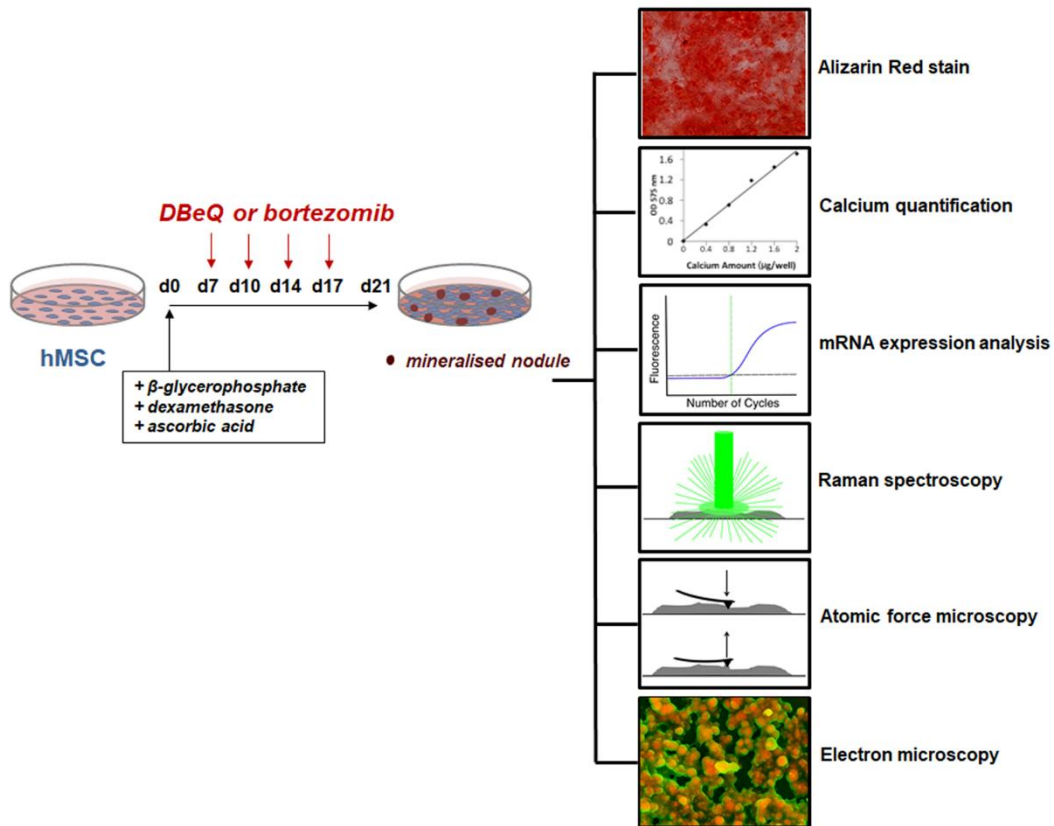 DBeQ or bortezomib
d0 d7 d10 d14 d17 d21
hMSC
mineralised nodule
+ β-glycerophosphate
+ dexamethasone
+ ascorbic acid
Alizarin Red stain
OD 575 nm
1.6
1.2
0.8
0.4
0
0 0.4 0.8 1.2 1.6 2
Calcium Amount (µg/well)
Calcium quantification
Fluorescence
Number of Cycles
mRNA expression analysis
Raman spectroscopy
Atomic force microscopy
Electron microscopy